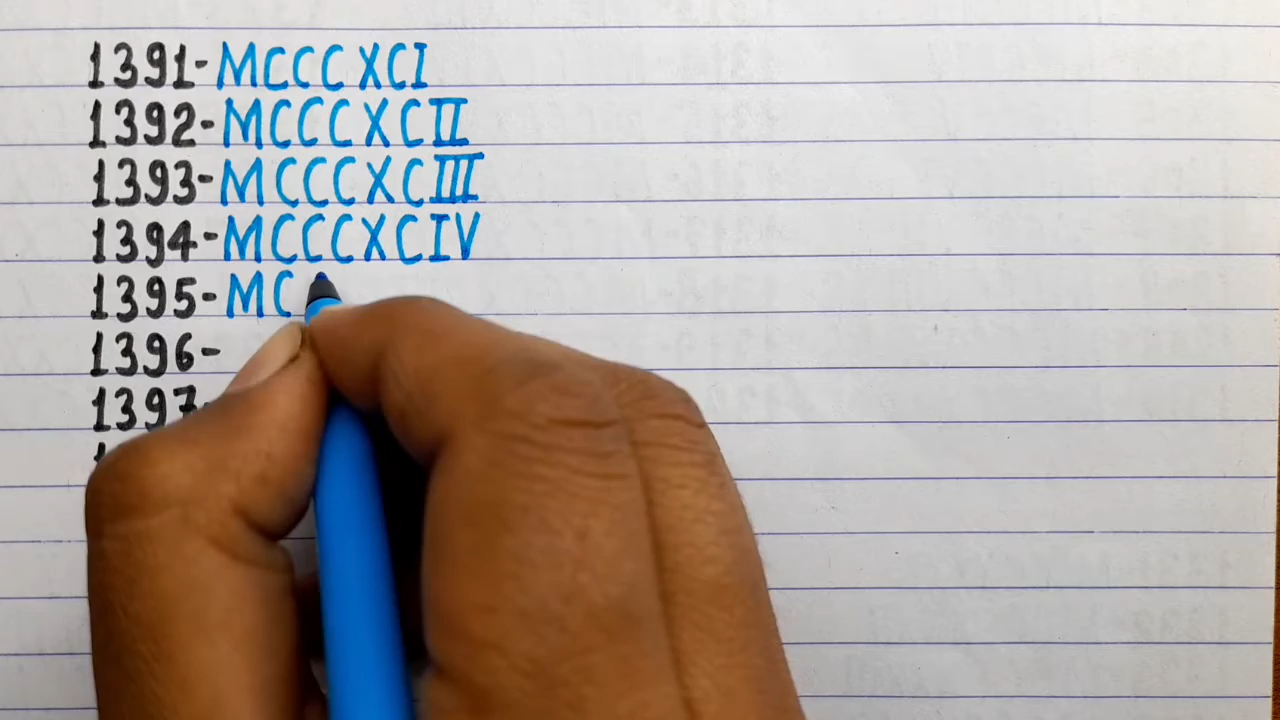 1391- MCCCXCI
1392- MCCCXCII
1393- MCCCXCIII
1394- MCCCXCIV
1395- MC
1396-
1397-